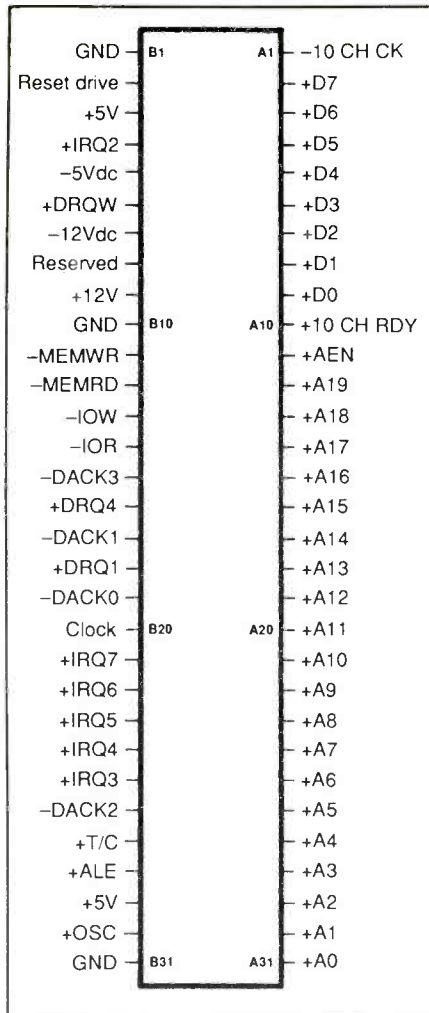 GND B1 A1 -10 CH CK
Reset drive +D7
+5V +D6
+IRQ2 +D5
-5Vdc +D4
+DRQW +D3
-12Vdc +D2
Reserved +D1
+12V +D0
GND B10 A10 +10 CH RDY
-MEMWR +AEN
-MEMRD +A19
-IOW +A18
-IOR +A17
-DACK3 +A16
+DRQ4 +A15
-DACK1 +A14
+DRQ1 +A13
-DACK0 +A12
Clock B20 A20 +A11
+IRQ7 +A10
+IRQ6 +A9
+IRQ5 +A8
+IRQ4 +A7
+IRQ3 +A6
-DACK2 +A5
+T/C +A4
+ALE +A3
+5V +A2
+OSC +A1
GND B31 A31 +A0